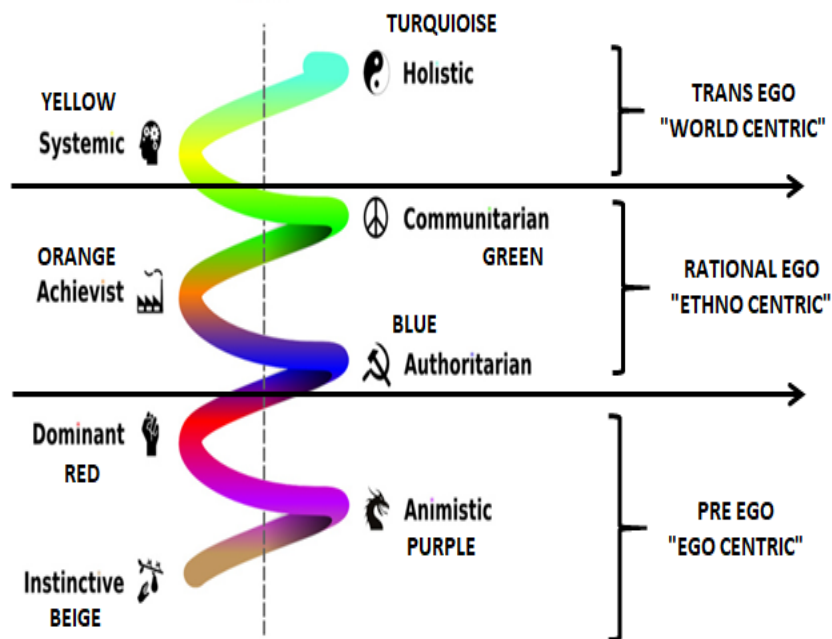 TURQUIOISE
Holistic
YELLOW
Systemic
TRANS EGO
"WORLD CENTRIC"
Communitarian
GREEN
ORANGE
Achievist
RATIONAL EGO
"ETHNO CENTRIC"
BLUE
Authoritarian
Dominant
RED
Animistic
PURPLE
PRE EGO
"EGO CENTRIC"
Instinctive
BEIGE